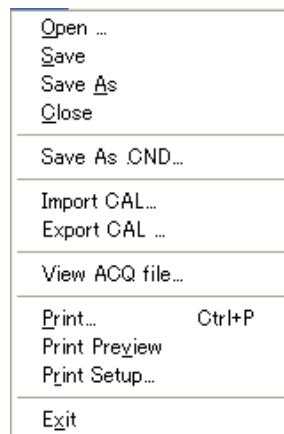 Open ...
Save
Save As
Close
Save As .CND...
Import CAL...
Export CAL ...
View ACQ file...
Print... Ctrl+P
Print Preview
Print Setup...
Exit